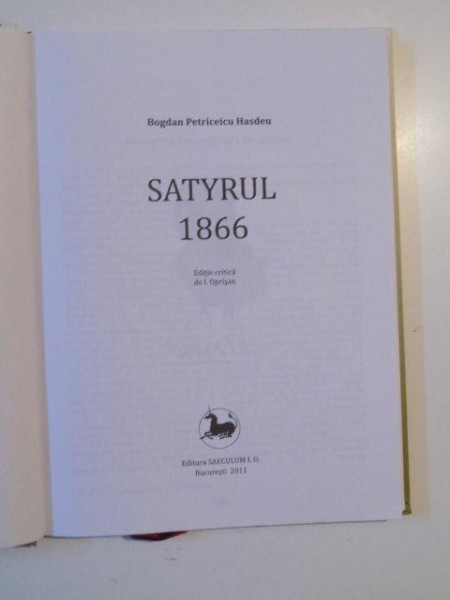 Bogdan Petriceicu Hasdeu
SATYRUL
1866
Ediție critică
de I. Oprișan
Editura SAECULUM I. O.
București 2011